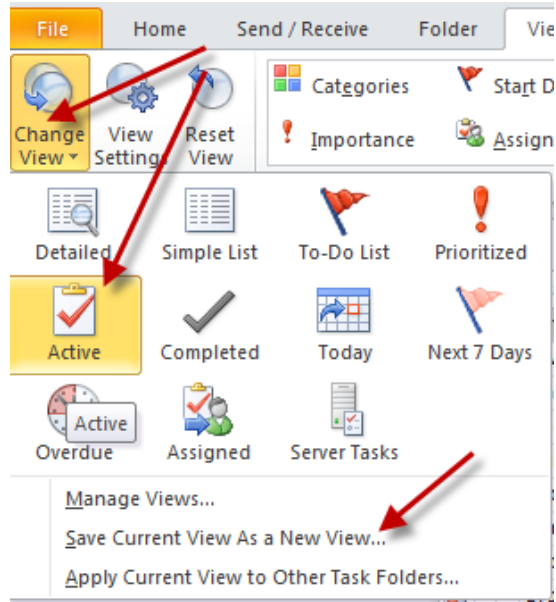 File Home Send / Receive Folder Vie
Categories Start D
Change View Reset Importance Assign
View Settings View
Detailed Simple List To-Do List Prioritized
Active Completed Today Next 7 Days
Active
Overdue Assigned Server Tasks
Manage Views...
Save Current View As a New View...
Apply Current View to Other Task Folders...